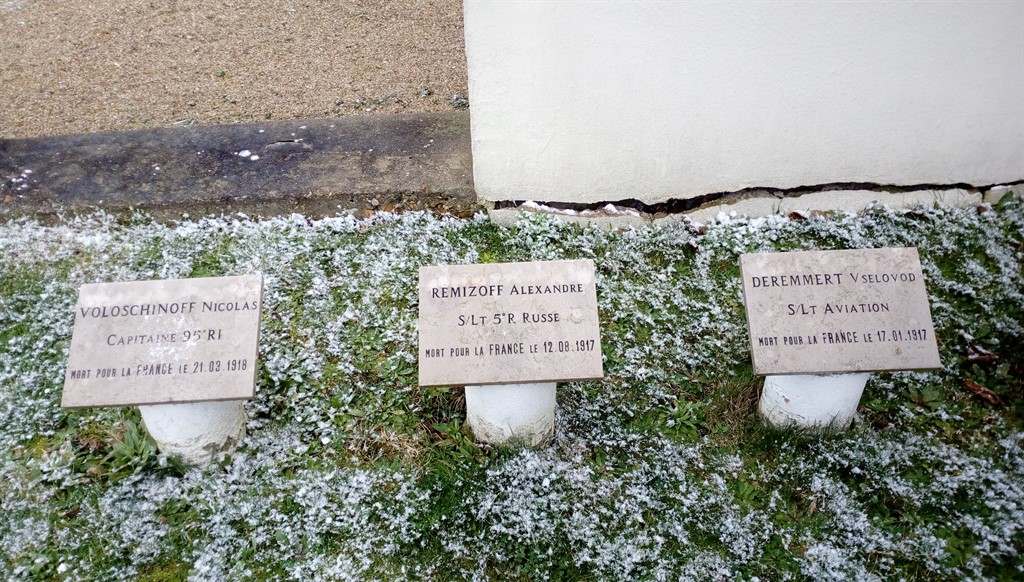 VOLOSCHINOFF NICOLAS
CAPITAINE 95°RI
MORT POUR LA FRANCE LE 21.03.1918
REMIZOFF ALEXANDRE
S/LT 5°R RUSSE
MORT POUR LA FRANCE LE 12.08.1917
DEREMMERT VSELOVOD
S/LT AVIATION
MORT POUR LA FRANCE LE 17.01.1917